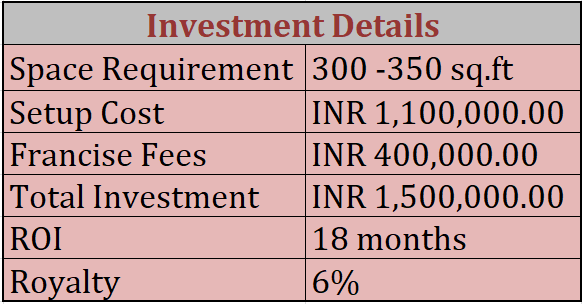 Investment Details
Space Requirement 300 -350 sq.ft
Setup Cost INR 1,100,000.00
Francise Fees INR 400,000.00
Total Investment INR 1,500,000.00
ROI 18 months
Royalty 6%